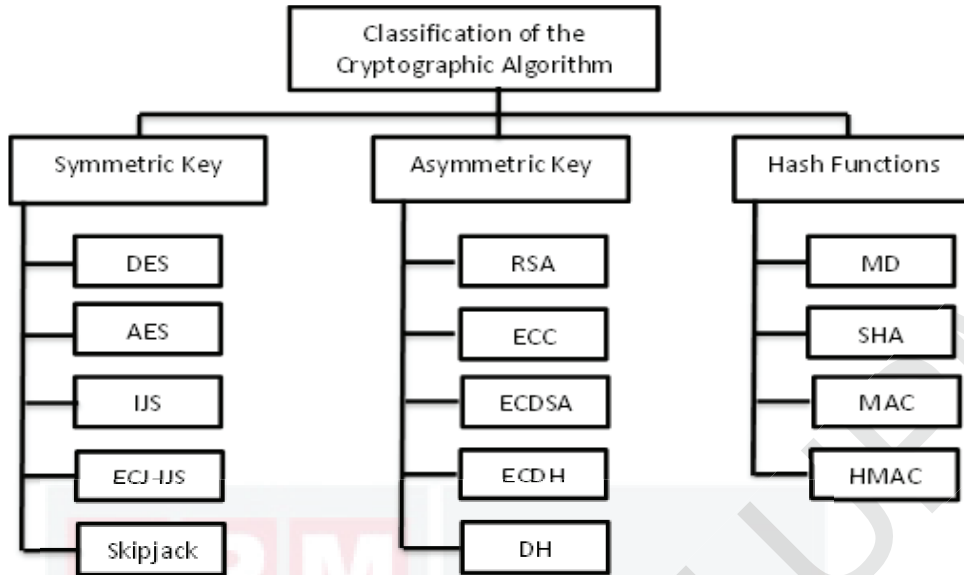 Classification of the
Cryptographic Algorithm
Symmetric Key
Asymmetric Key
Hash Functions
DES
RSA
MD
AES
ECC
SHA
IJS
ECDSA
MAC
ECJ-IJS
ECDH
HMAC
Skipjack
DH